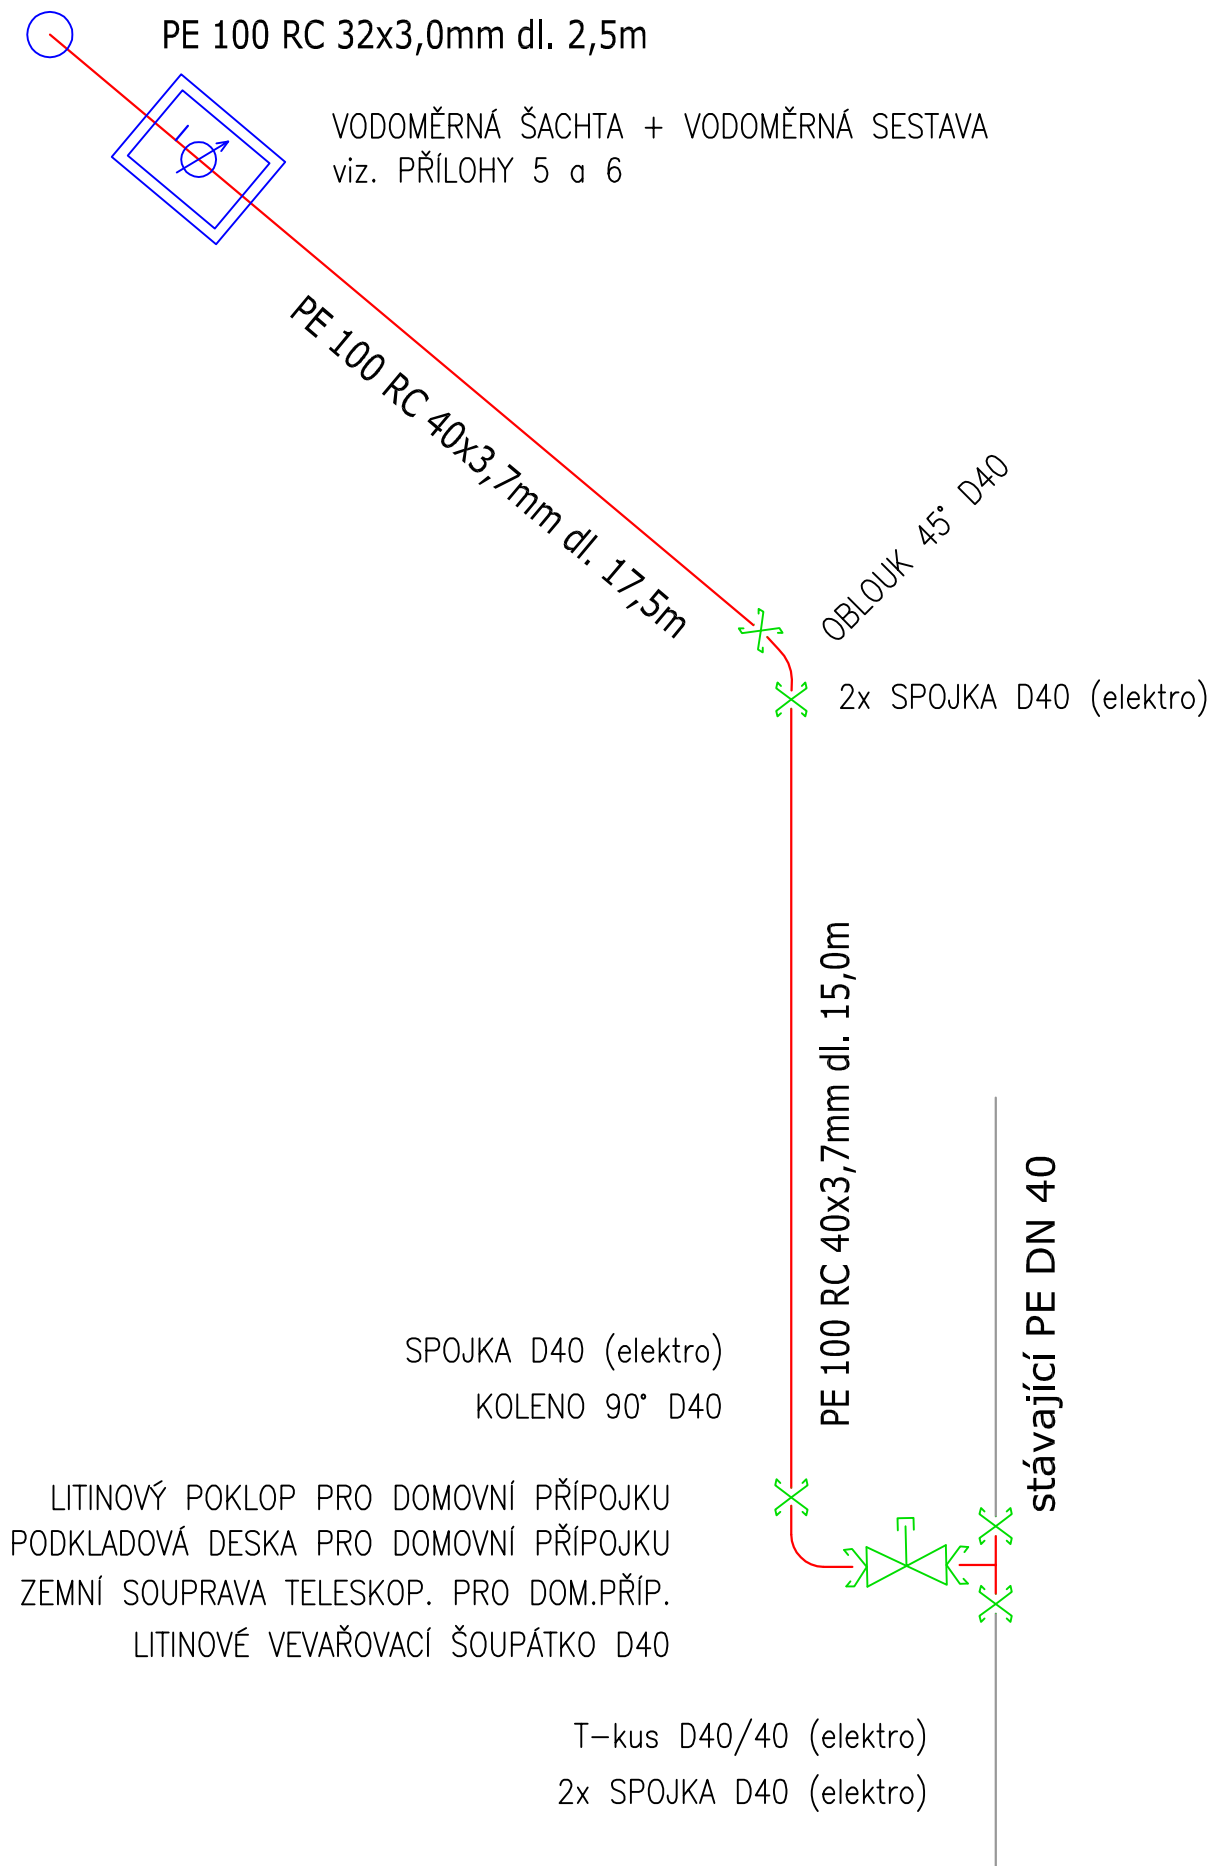 PE 100 RC 32x3,0mm dl. 2,5m
VODOMĚRNÁ ŠACHTA + VODOMĚRNÁ SESTAVA
viz. PŘÍLOHY 5 a 6
PE 100 RC 40x3,7mm dl. 17,5m
OBLOUK 45° D40
2x SPOJKA D40 (elektro)
PE 100 RC 40x3,7mm dl. 15,0m
stávající PE DN 40
SPOJKA D40 (elektro)
KOLENO 90° D40
LITINOVÝ POKLOP PRO DOMOVNÍ PŘÍPOJKU
PODKLADOVÁ DESKA PRO DOMOVNÍ PŘÍPOJKU
ZEMNÍ SOUPRAVA TELESKOP. PRO DOM.PŘÍP.
LITINOVÉ VEVAŘOVACÍ ŠOUPÁTKO D40
T-kus D40/40 (elektro)
2x SPOJKA D40 (elektro)